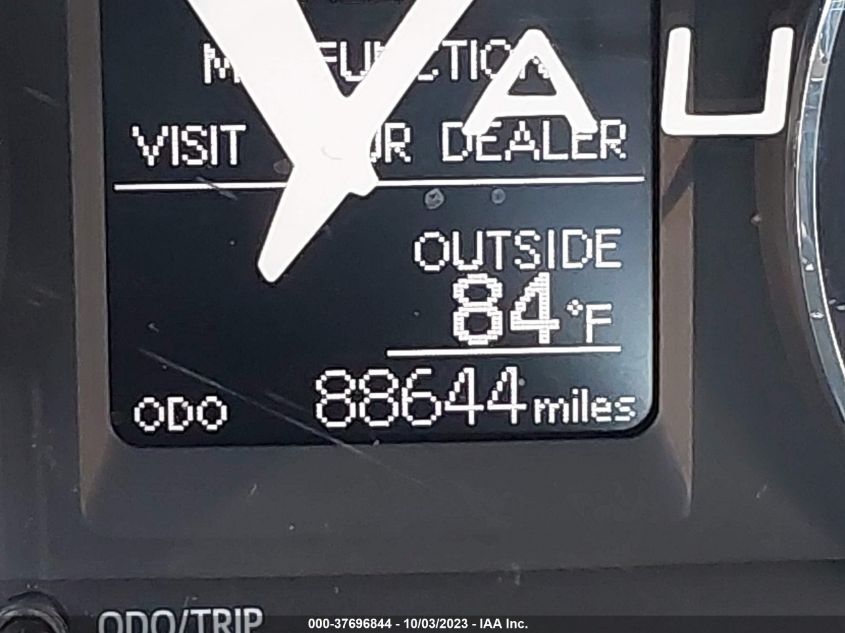 VISIT DEALER
OUTSIDE
84°F
ODO 88644 miles
ODO/TRIP
000-37696844 - 10/03/2023 - IAA Inc.